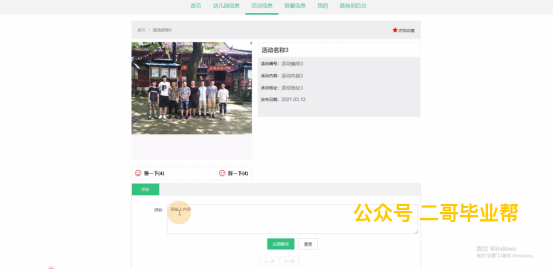 首页 幼儿园信息 活动信息 新闻信息 我的 跳转到后台
首页 / 活动名称3
点我收藏
活动名称3
活动编号: 活动编号3
活动内容: 活动内容3
活动地址: 活动地址3
发布日期: 2021-03-12
赞一下(4)
踩一下(4)
评论
评论
请输入内容
公众号 二哥毕业帮
立即提交
重置
上一页
下一页
激活 Windows
转到"设置"以激活 Windows。